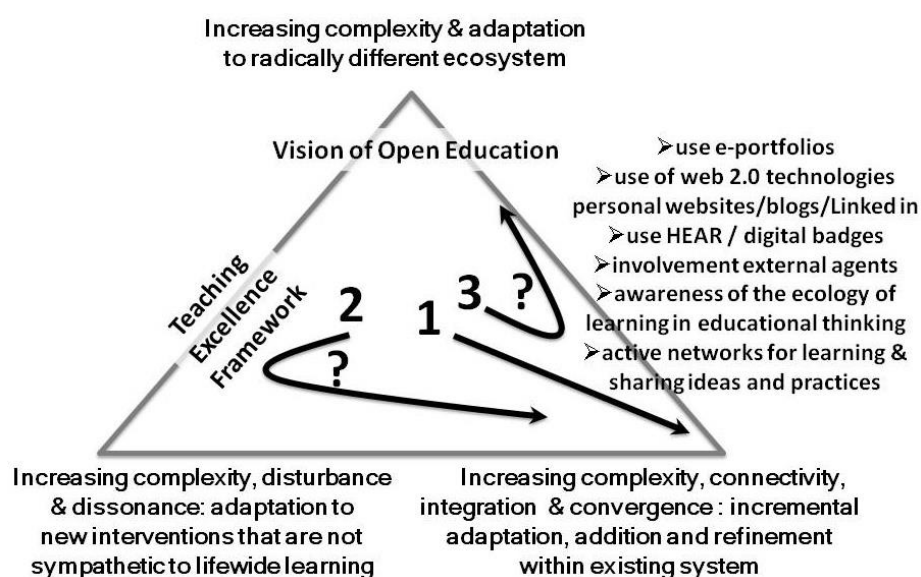 Increasing complexity & adaptation
to radically different ecosystem
Vision of Open Education
➢use e-portfolios
➢use of web 2.0 technologies
personal websites/blogs/Linked in
➢use HEAR / digital badges
➢involvement external agents
➢awareness of the ecology of
learning in educational thinking
➢active networks for learning &
sharing ideas and practices
Teaching
Excellence
Framework
2
?
1
3
?
Increasing complexity, disturbance
& dissonance: adaptation to
new interventions that are not
sympathetic to lifewide learning
Increasing complexity, connectivity,
integration & convergence : incremental
adaptation, addition and refinement
within existing system